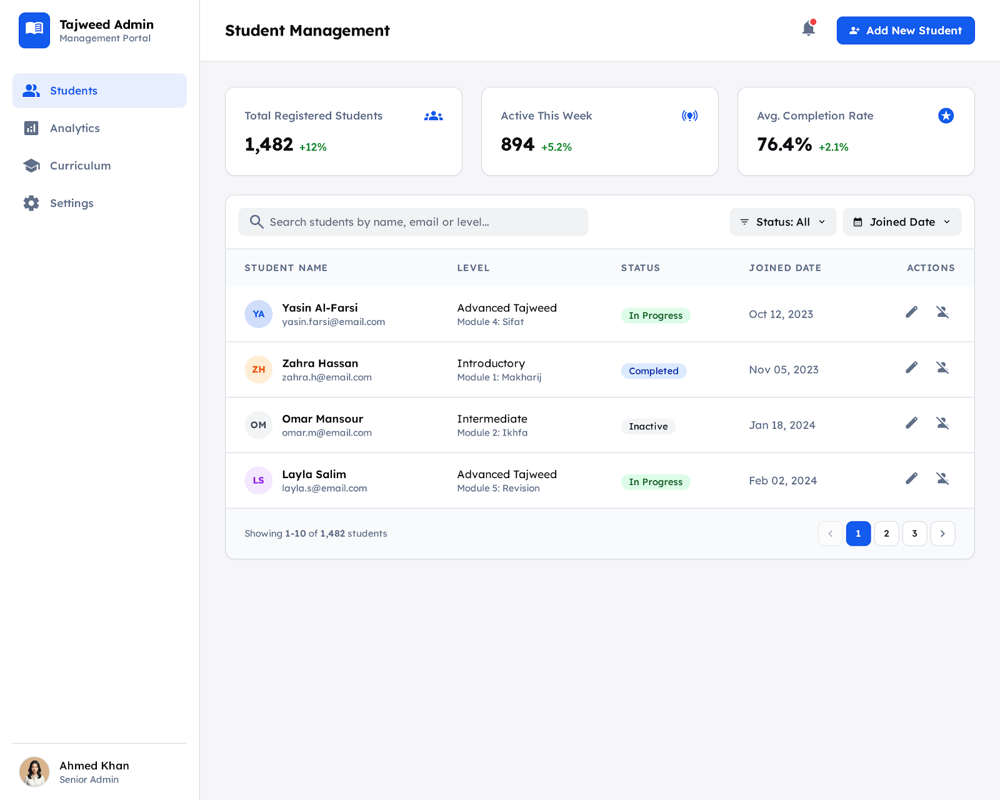 Tajweed Admin
Management Portal
Students
Analytics
Curriculum
Settings
Ahmed Khan
Senior Admin
Student Management
Add New Student
Total Registered Students
1,482 +12%
Active This Week
894 +5.2%
Avg. Completion Rate
76.4% +2.1%
Search students by name, email or level...
Status: All
Joined Date
STUDENT NAME LEVEL STATUS JOINED DATE ACTIONS
YA
Yasin Al-Farsi
yasin.farsi@email.com
Advanced Tajweed
Module 4: Sifat
In Progress
Oct 12, 2023
ZH
Zahra Hassan
zahra.h@email.com
Introductory
Module 1: Makharij
Completed
Nov 05, 2023
OM
Omar Mansour
omar.m@email.com
Intermediate
Module 2: Ikhfa
Inactive
Jan 18, 2024
LS
Layla Salim
layla.s@email.com
Advanced Tajweed
Module 5: Revision
In Progress
Feb 02, 2024
Showing 1-10 of 1,482 students
1 2 3